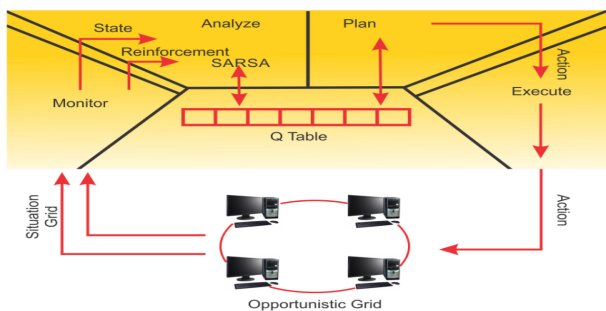 State
Analyze
Plan
Reinforcement
SARSA
Action
Monitor
Execute
Q Table
Situation
Grid
Action
Opportunistic Grid